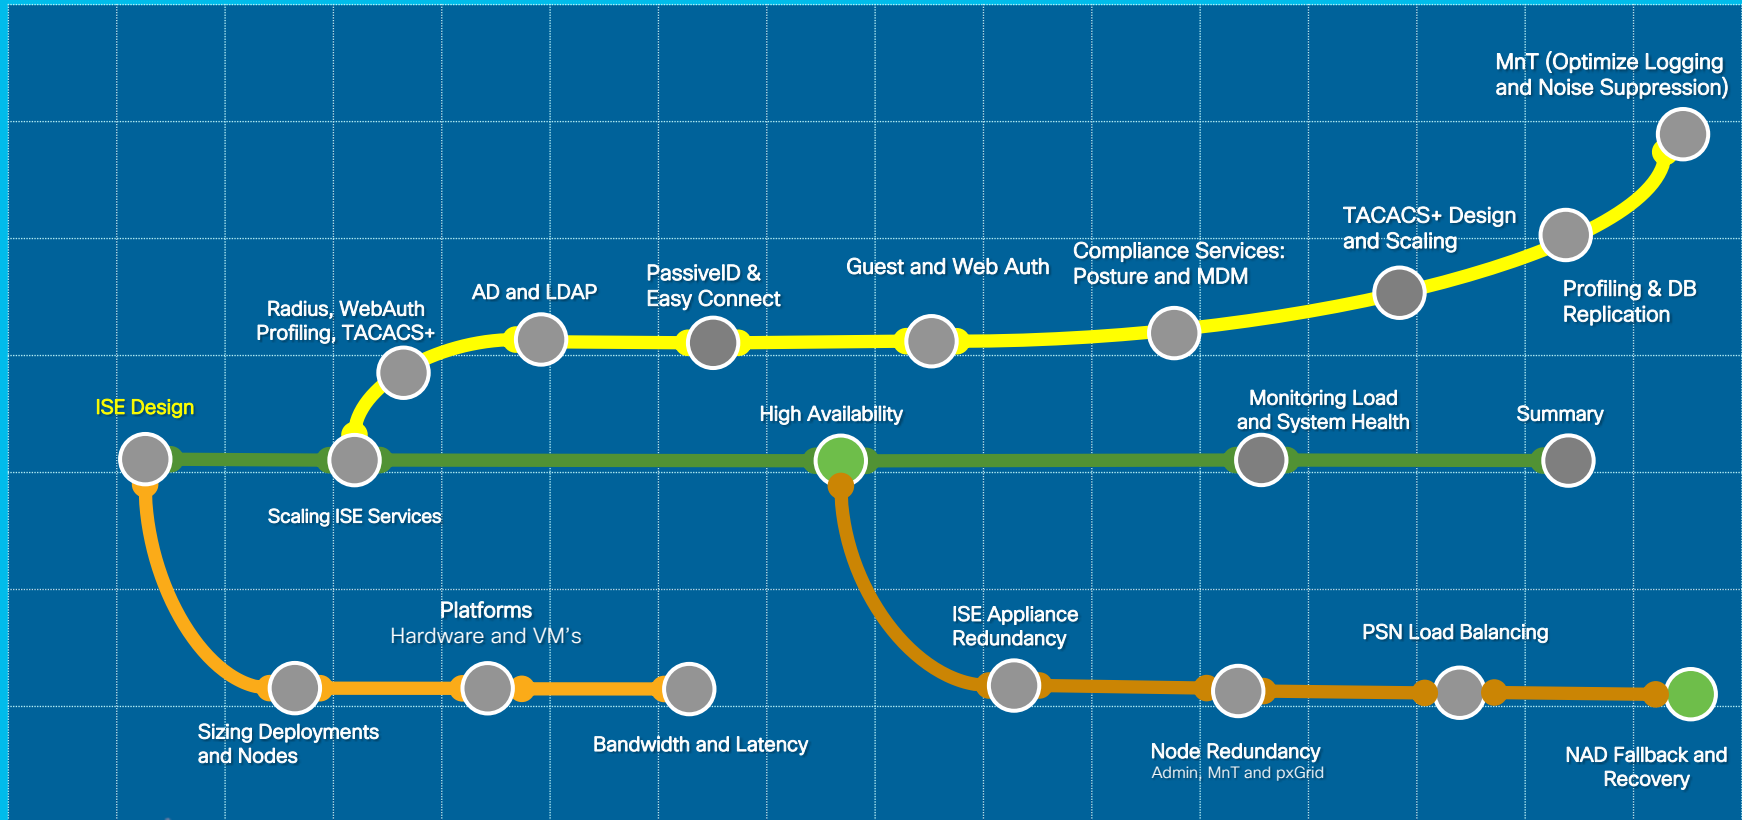 MnT (Optimize Logging
and Noise Suppression)
TACACS+ Design
and Scaling
Compliance Services:
Posture and MDM
Guest and Web Auth
PassiveID &
Easy Connect
AD and LDAP
Radius, WebAuth
Profiling, TACACS+
Profiling & DB
Replication
ISE Design
High Availability
Monitoring Load
and System Health
Summary
Scaling ISE Services
Platforms
Hardware and VM's
ISE Appliance
Redundancy
PSN Load Balancing
Sizing Deployments
and Nodes
Bandwidth and Latency
Node Redundancy
Admin, MnT and pxGrid
NAD Fallback and
Recovery